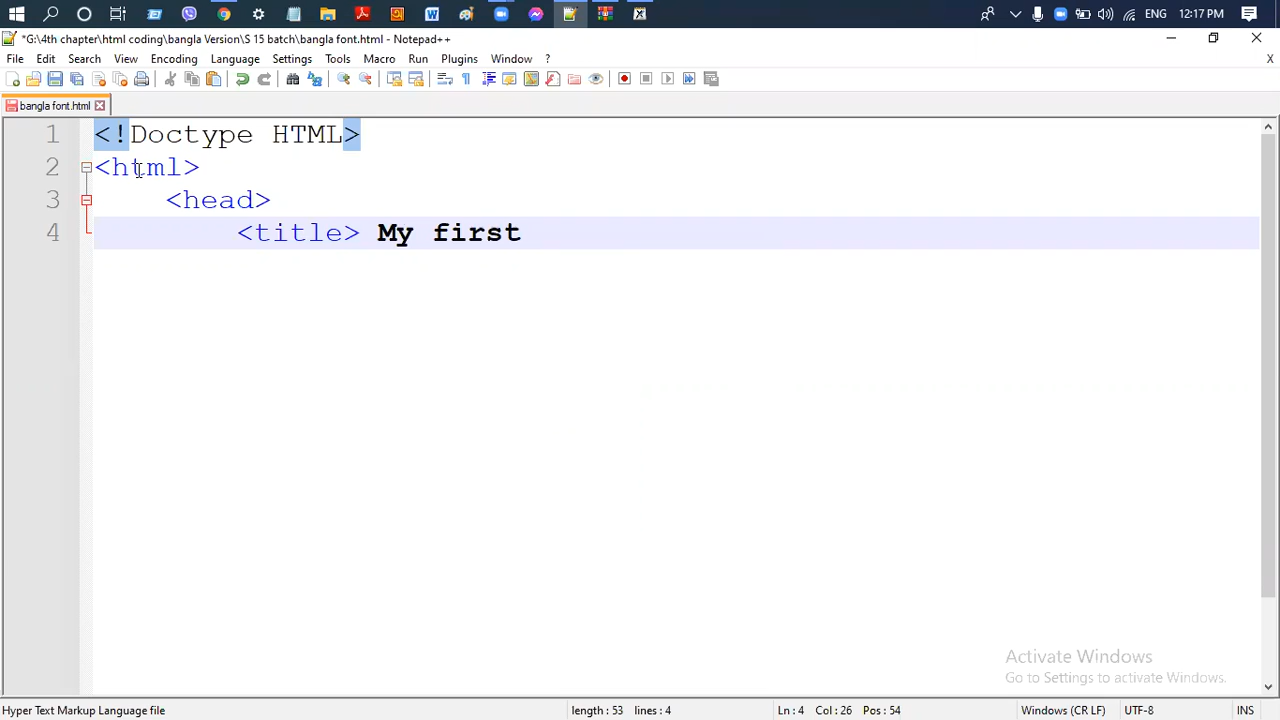 ENG 12:17 PM
*G:\4th chapter\html coding\bangla Version\S 15 batch\bangla font.html - Notepad++
File Edit Search View Encoding Language Settings Tools Macro Run Plugins Window ? X
bangla font.html
1 <!Doctype HTML>
2 <html>
3 <head>
4 <title> My first
Activate Windows
Go to Settings to activate Windows.
Hyper Text Markup Language file length : 53 lines : 4 Ln : 4 Col : 26 Pos : 54 Windows (CR LF) UTF-8 INS